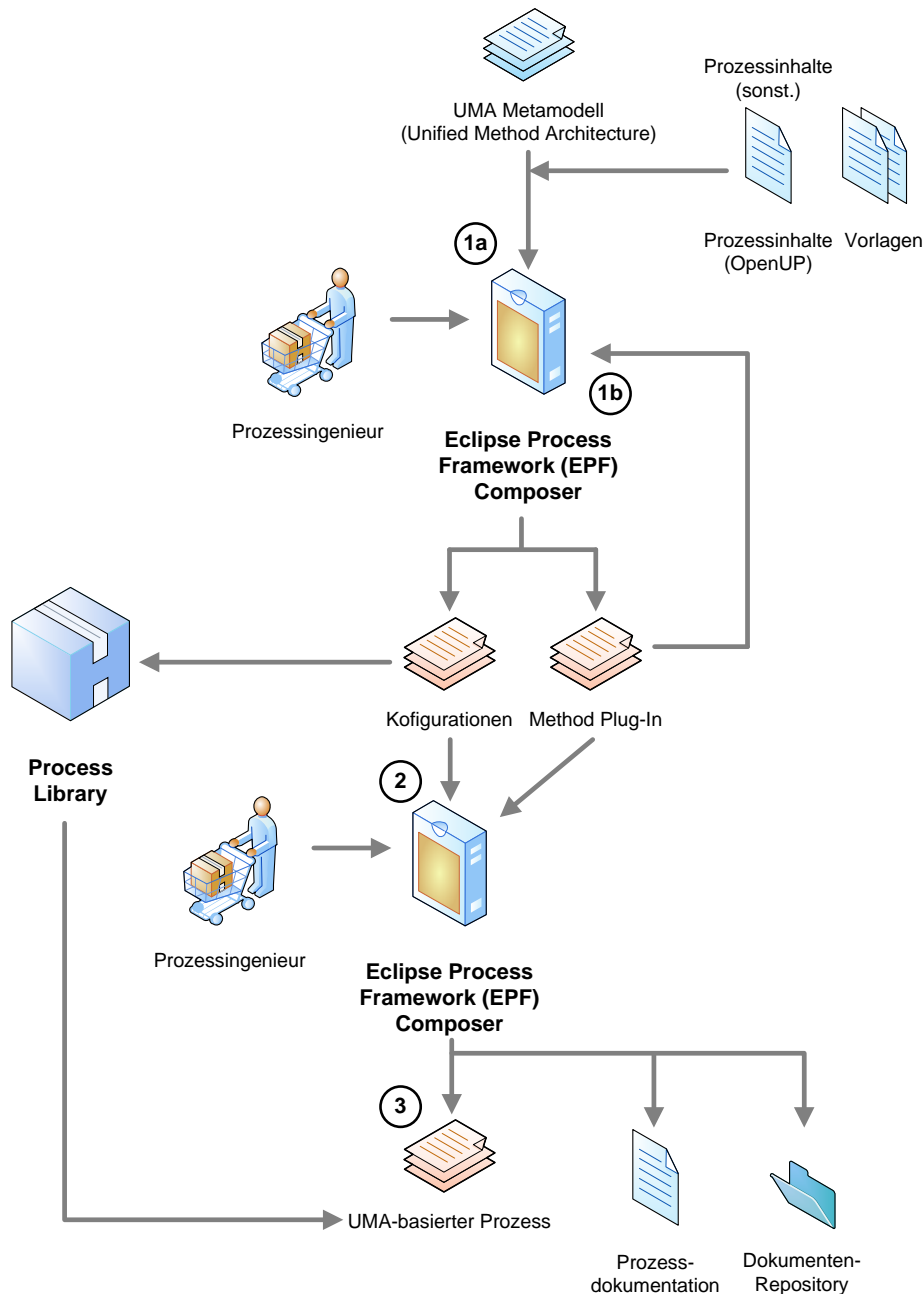 UMA Metamodell
(Unified Method Architecture)
Prozessinhalte
(sonst.)
Prozessinhalte
(OpenUP)
Vorlagen
1a
Prozessingenieur
1b
Eclipse Process
Framework (EPF)
Composer
Kofigurationen
Method Plug-In
Process
Library
2
Prozessingenieur
Eclipse Process
Framework (EPF)
Composer
3
UMA-basierter Prozess
Prozess-
dokumentation
Dokumenten-
Repository